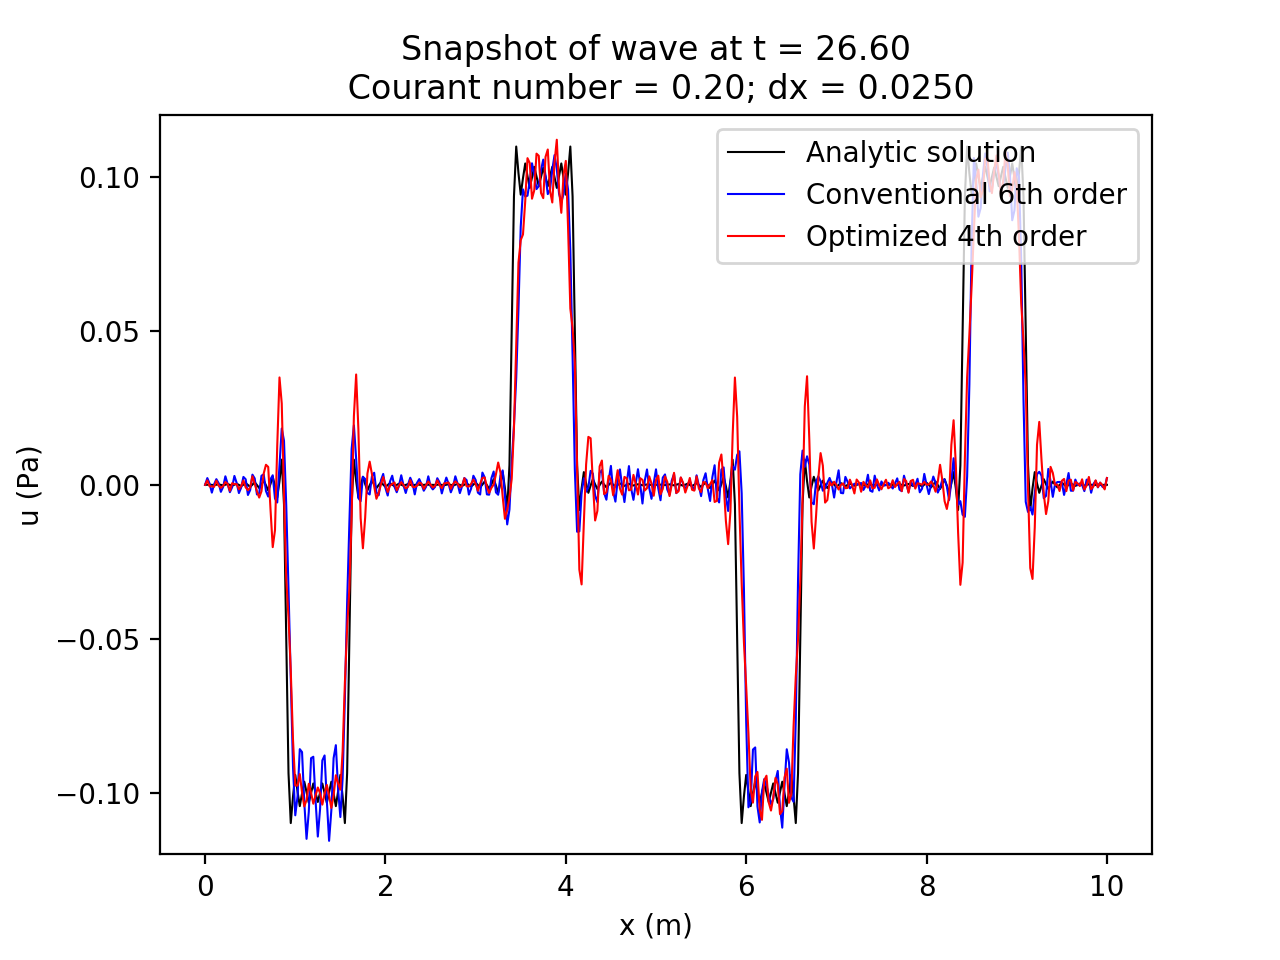 Snapshot of wave at t = 26.60
Courant number = 0.20; dx = 0.0250
Analytic solution
Conventional 6th order
Optimized 4th order
u (Pa)
0.10
0.05
0.00
−0.05
−0.10
0 2 4 6 8 10
x (m)